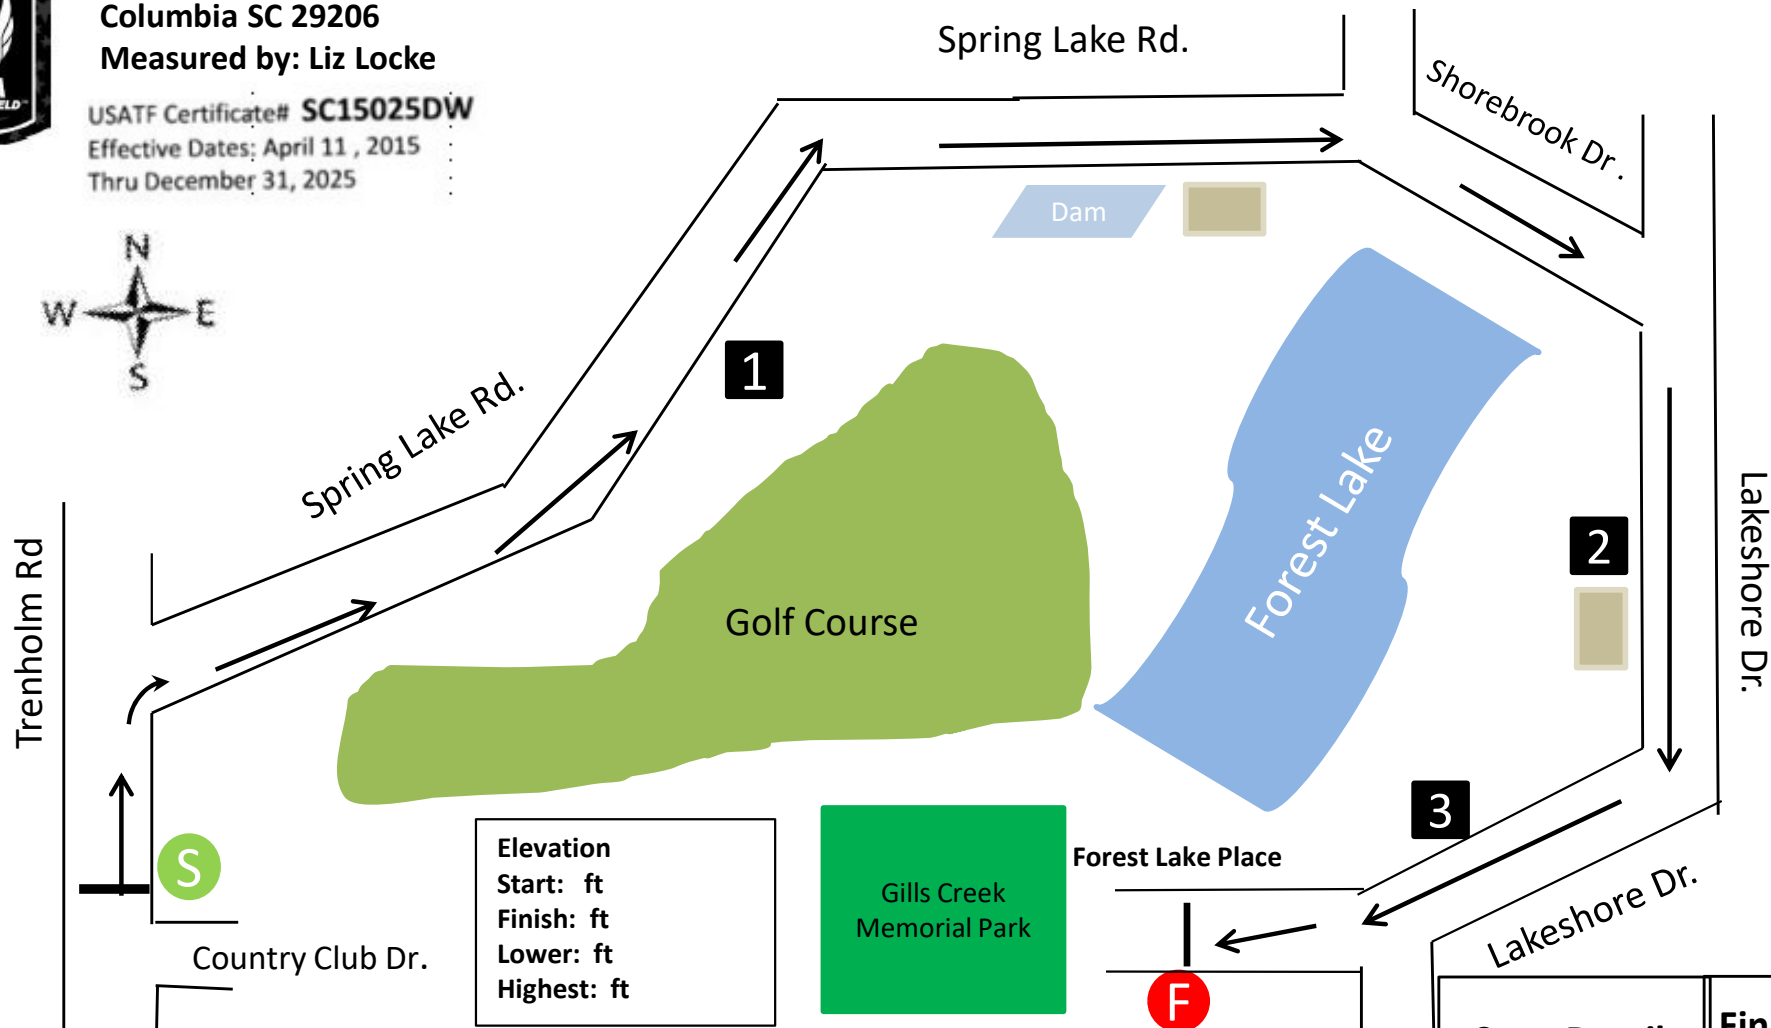 Columbia SC 29206
Measured by: Liz Locke
USATF Certificate# SC15025DW
Effective Dates: April 11 , 2015
Thru December 31, 2025
Spring Lake Rd.
Shorebrook Dr.
Dam
N
W E
S
1
Spring Lake Rd.
Forest Lake
2
Lakeshore Dr.
Trenholm Rd
Golf Course
3
S
Elevation
Start: ft
Finish: ft
Lower: ft
Highest: ft
Gills Creek
Memorial Park
Forest Lake Place
Lakeshore Dr.
Country Club Dr.
F